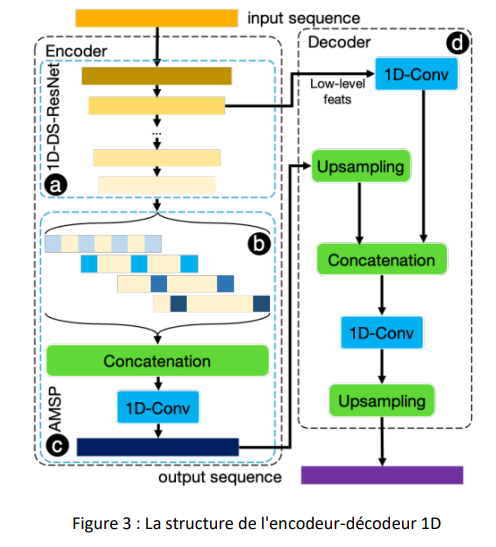 input sequence
Encoder
Decoder
d
1D-DS-ResNet
1D-Conv
Low-level
feats
...
a
Upsampling
b
Concatenation
Concatenation
1D-Conv
1D-Conv
AMSP
Upsampling
c
output sequence
Figure 3 : La structure de l'encodeur-décodeur 1D